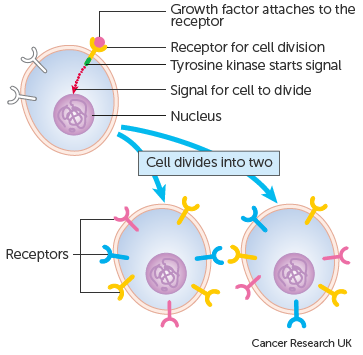 Growth factor attaches to the
receptor
Receptor for cell division
Tyrosine kinase starts signal
Signal for cell to divide
Nucleus
Cell divides into two
Receptors
Cancer Research UK